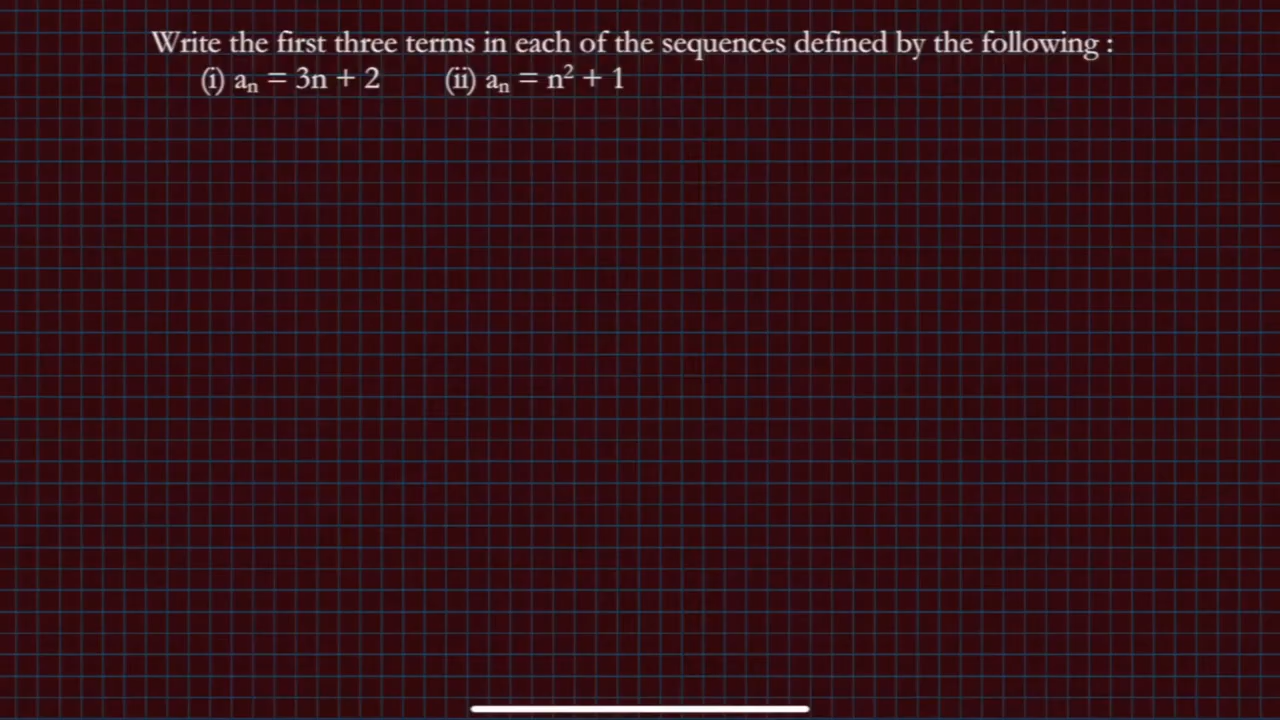 Write the first three terms in each of the sequences defined by the following :
(i) aₙ = 3n + 2 (ii) aₙ = n² + 1